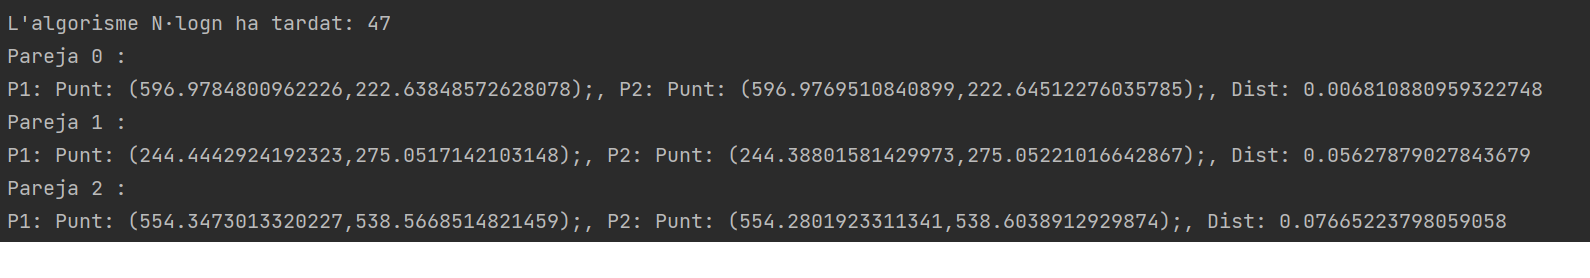 L'algorisme N·logn ha tardat: 47
Pareja 0 :
P1: Punt: (596.9784800962226,222.63848572628078);, P2: Punt: (596.9769510840899,222.64512276035785);, Dist: 0.006810880959322748
Pareja 1 :
P1: Punt: (244.4442924192323,275.0517142103148);, P2: Punt: (244.38801581429973,275.05221016642867);, Dist: 0.05627879027843679
Pareja 2 :
P1: Punt: (554.3473013320227,538.5668514821459);, P2: Punt: (554.2801923311341,538.6038912929874);, Dist: 0.07665223798059058